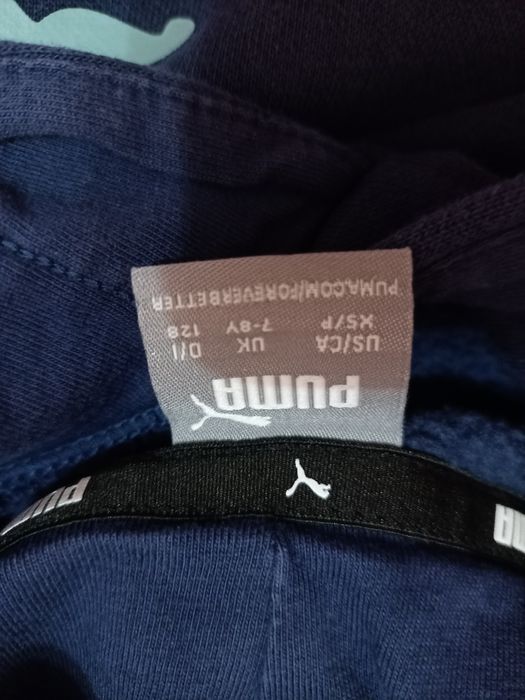 PUMA
US/CA UK D/I
XS/P 7-8Y 128
PUMA.COM/FOREVERBETTER
PUMA